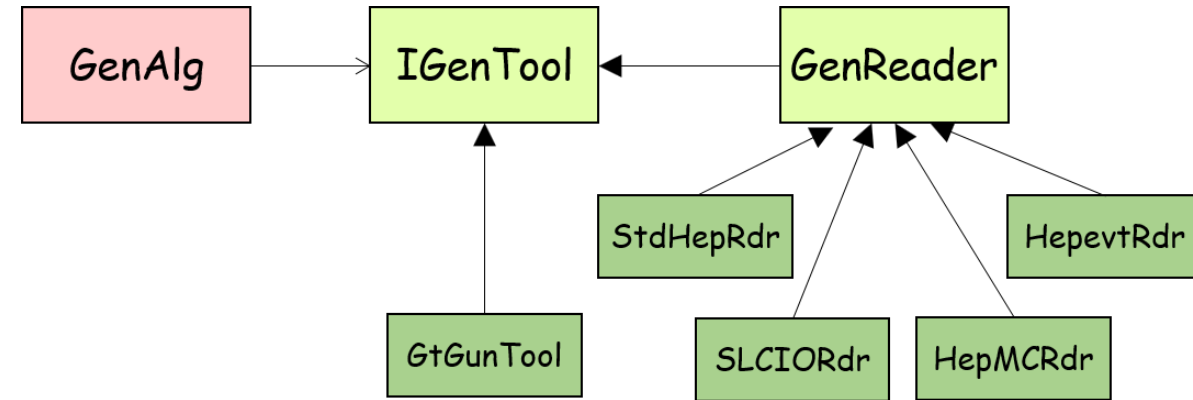 GenAlg
IGenTool
GenReader
StdHepRdr
HepevtRdr
GtGunTool
SLCIORdr
HepMCRdr